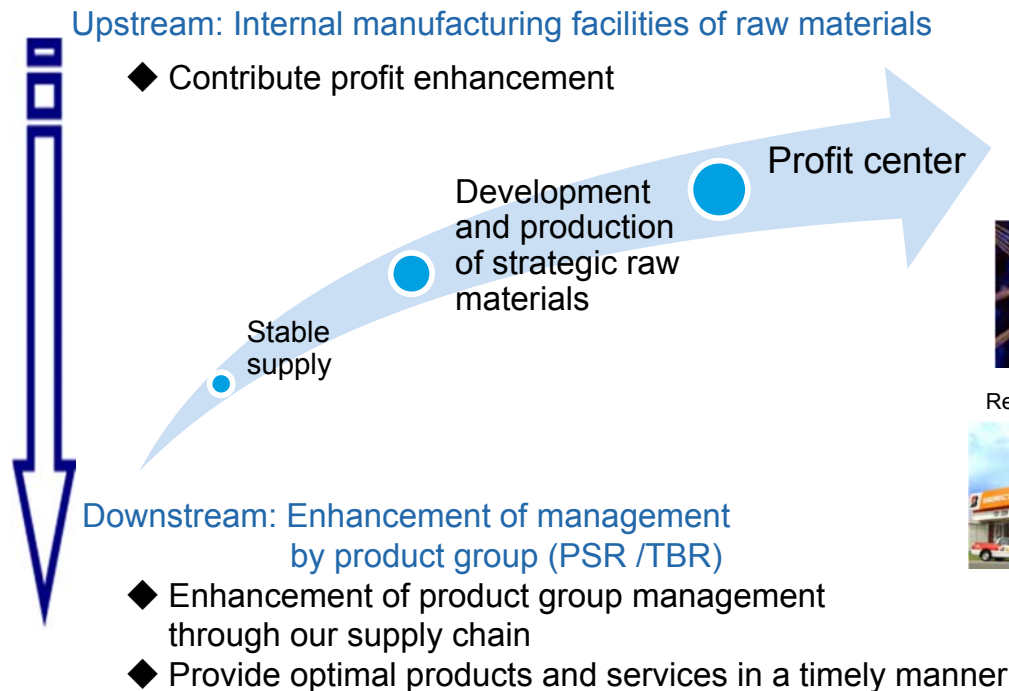 Upstream: Internal manufacturing facilities of raw materials
◆ Contribute profit enhancement
Profit center
Development
and production
of strategic raw
materials
Stable
supply
Re
Downstream: Enhancement of management
by product group (PSR /TBR)
◆ Enhancement of product group management
through our supply chain
◆ Provide optimal products and services in a timely manner